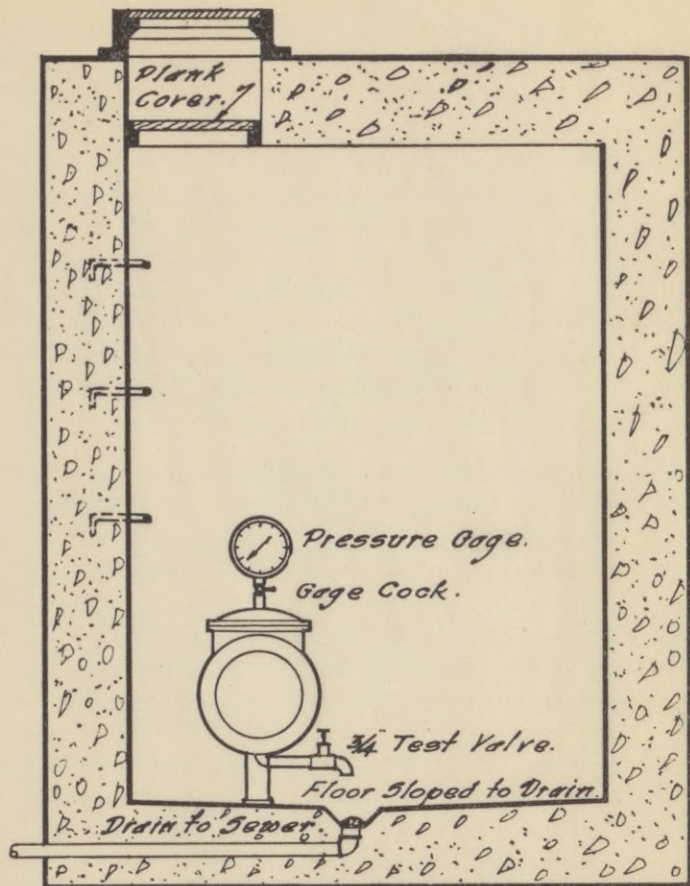 Plank
Cover.
Pressure Gage.
Gage Cock.
3/4" Test Valve.
Floor Sloped to Drain.
Drain to Sewer.